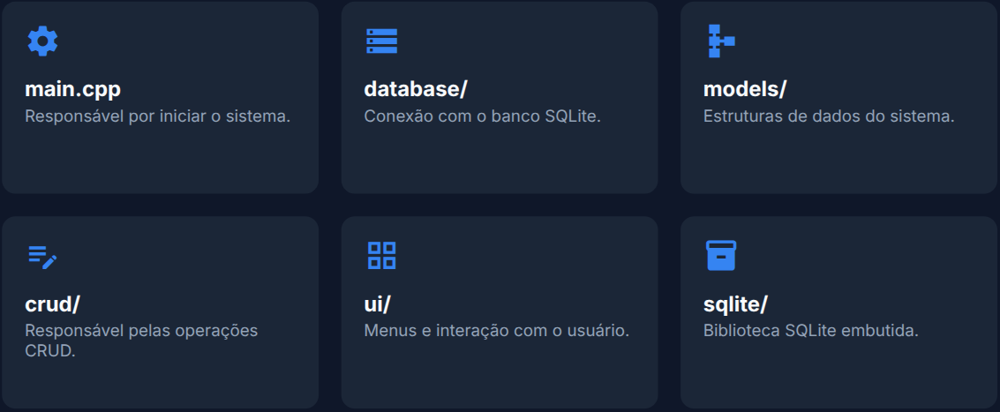 main.cpp
Responsável por iniciar o sistema.
database/
Conexão com o banco SQLite.
models/
Estruturas de dados do sistema.
crud/
Responsável pelas operações
CRUD.
ui/
Menus e interação com o usuário.
sqlite/
Biblioteca SQLite embutida.